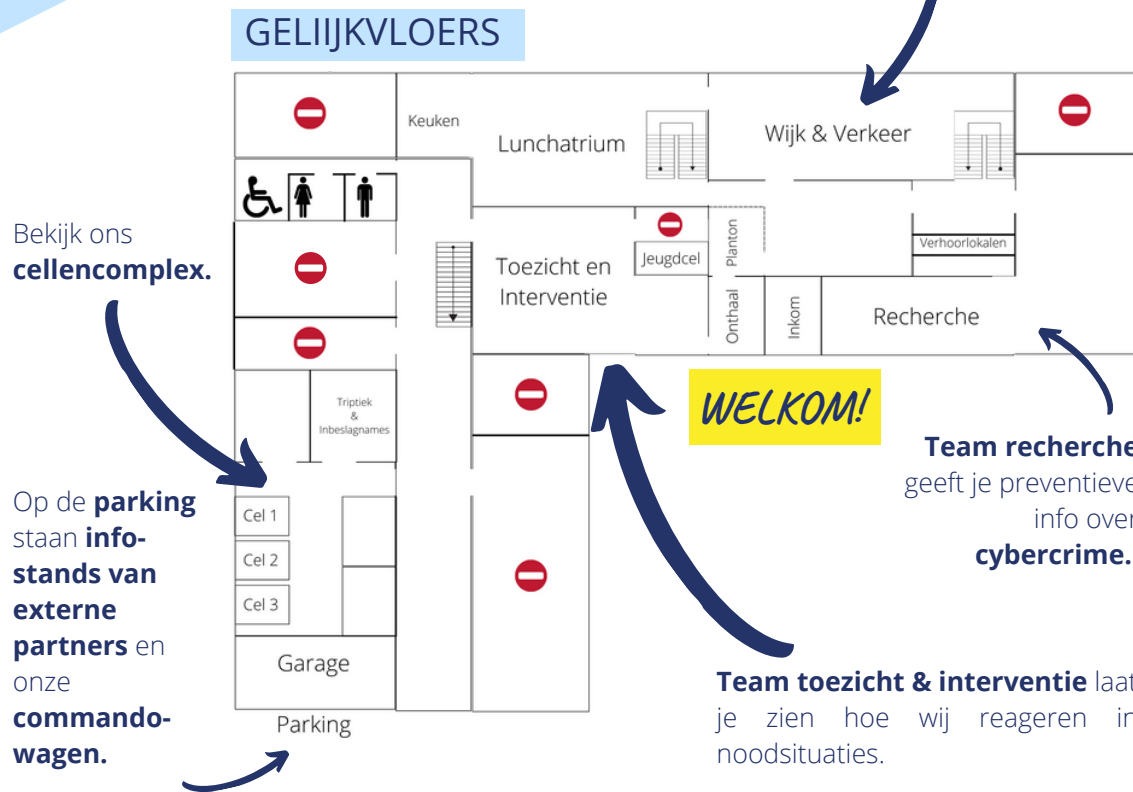 GELIIJKVLOERS
Keuken
Lunchatrium
Wijk & Verkeer
Bekijk ons
cellencomplex.
Toezicht en
Interventie
Jeugdcel
Planton
Onthaal
Inkom
Verhoorlokalen
Recherche
Triptiek
&
Inbeslagnames
WELKOM!
Team recherche
geeft je preventieve
info over
cybercrime.
Op de parking
staan info-
stands van
externe
partners en
onze
commando-
wagen.
Cel 1
Cel 2
Cel 3
Garage
Parking
Team toezicht & interventie laat
je zien hoe wij reageren in
noodsituaties.